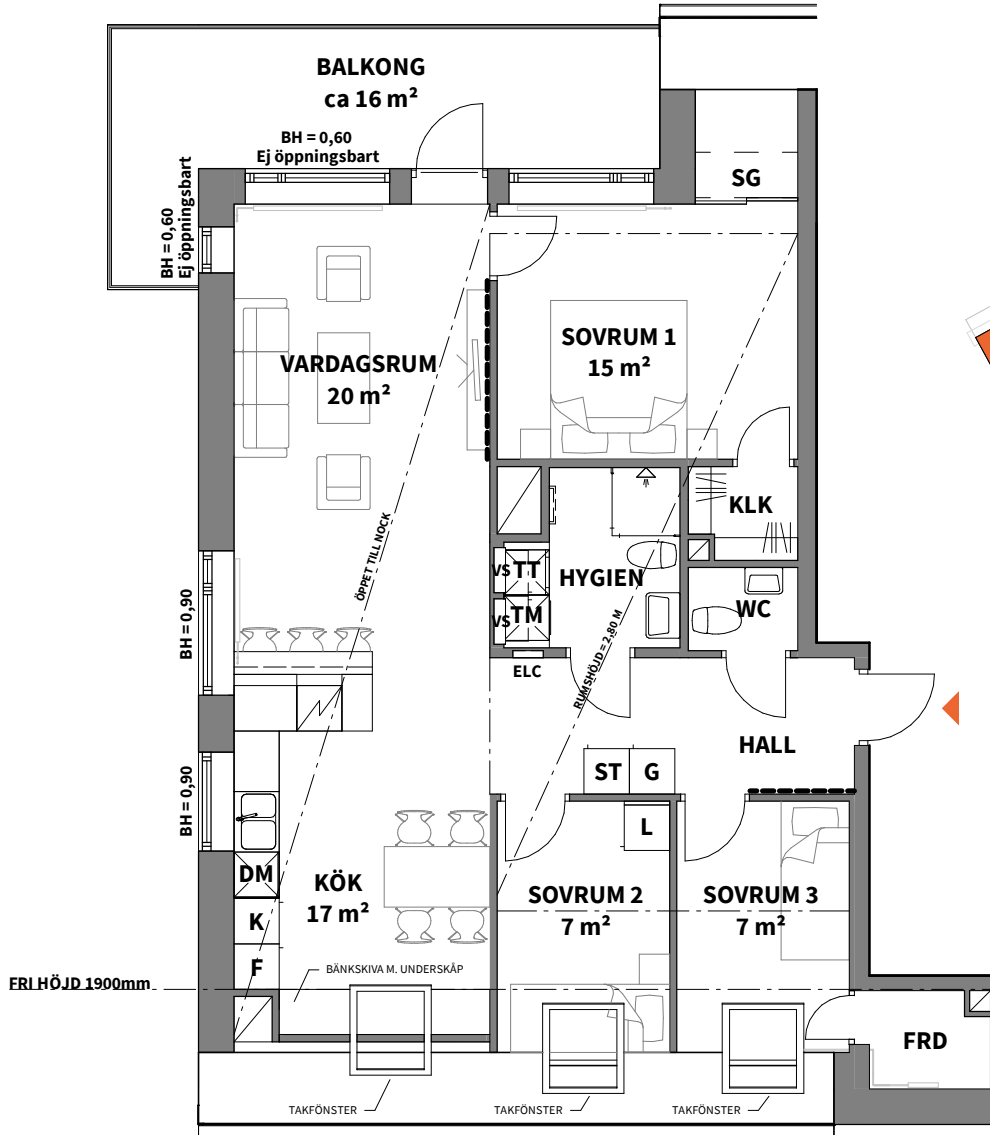 BALKONG
ca 16 m²
BH = 0,60
Ej öppningsbart
BH = 0,60
Ej öppningsbart
SG
SOVRUM 1
15 m²
VARDAGSRUM
20 m²
KLK
ÖPPET TILL NOCK
VS TT
HYGIEN
VS TM
WC
BH = 0,90
RUMSHÖJD = 2,80 M
ELC
HALL
ST G
BH = 0,90
L
DM
KÖK
17 m²
SOVRUM 2
7 m²
SOVRUM 3
7 m²
K
F
BÄNKSKIVA M. UNDERSKÅP
FRI HÖJD 1900mm
FRD
TAKFÖNSTER
TAKFÖNSTER
TAKFÖNSTER